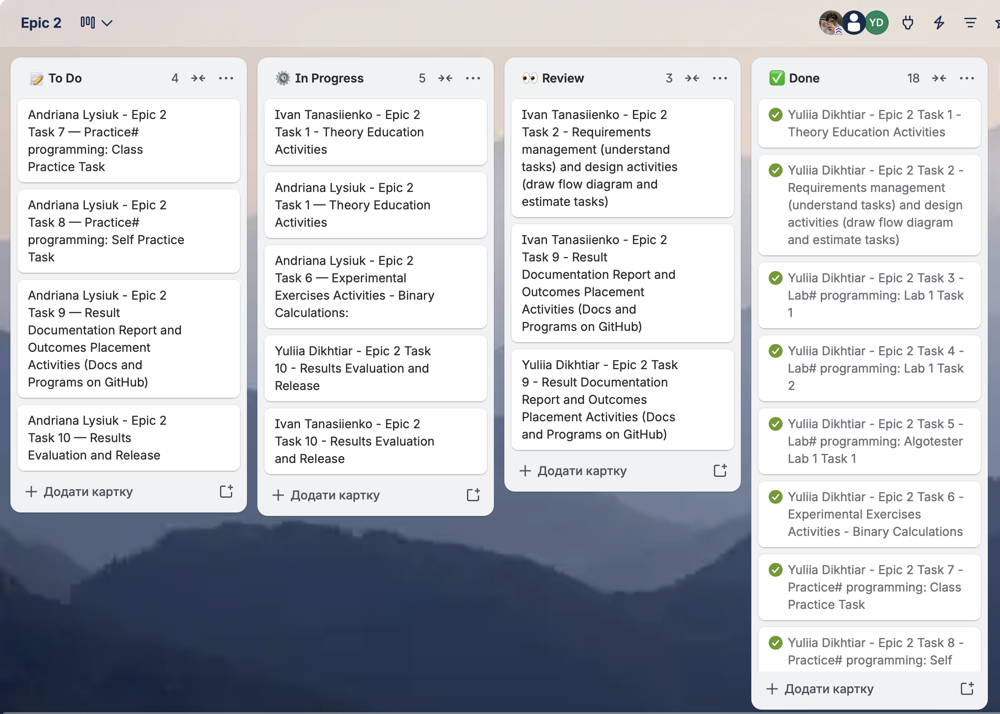 Epic 2
YD
To Do
4
Andriana Lysiuk - Epic 2
Task 7 — Practice#
programming: Class
Practice Task
Andriana Lysiuk - Epic 2
Task 8 — Practice#
programming: Self Practice
Task
Andriana Lysiuk - Epic 2
Task 9 — Result
Documentation Report and
Outcomes Placement
Activities (Docs and
Programs on GitHub)
Andriana Lysiuk - Epic 2
Task 10 — Results
Evaluation and Release
Додати картку
In Progress
5
Ivan Tanasiienko - Epic 2
Task 1 - Theory Education
Activities
Andriana Lysiuk - Epic 2
Task 1 — Theory Education
Activities
Andriana Lysiuk - Epic 2
Task 6 — Experimental
Exercises Activities - Binary
Calculations:
Yuliia Dikhtiar - Epic 2 Task
10 - Results Evaluation and
Release
Ivan Tanasiienko - Epic 2
Task 10 - Results Evaluation
and Release
Додати картку
Review
3
Ivan Tanasiienko - Epic 2
Task 2 - Requirements
management (understand
tasks) and design activities
(draw flow diagram and
estimate tasks)
Ivan Tanasiienko - Epic 2
Task 9 - Result
Documentation Report and
Outcomes Placement
Activities (Docs and
Programs on GitHub)
Yuliia Dikhtiar - Epic 2 Task
9 - Result Documentation
Report and Outcomes
Placement Activities (Docs
and Programs on GitHub)
Додати картку
Done
18
Yuliia Dikhtiar - Epic 2 Task 1 -
Theory Education Activities
Yuliia Dikhtiar - Epic 2 Task 2 -
Requirements management
(understand tasks) and design
activities (draw flow diagram
and estimate tasks)
Yuliia Dikhtiar - Epic 2 Task 3 -
Lab# programming: Lab 1 Task
1
Yuliia Dikhtiar - Epic 2 Task 4 -
Lab# programming: Lab 1 Task
2
Yuliia Dikhtiar - Epic 2 Task 5 -
Lab# programming: Algotester
Lab 1 Task 1
Yuliia Dikhtiar - Epic 2 Task 6 -
Experimental Exercises
Activities - Binary Calculations
Yuliia Dikhtiar - Epic 2 Task 7 -
Practice# programming: Class
Practice Task
Yuliia Dikhtiar - Epic 2 Task 8 -
Practice# programming: Self
Додати картку